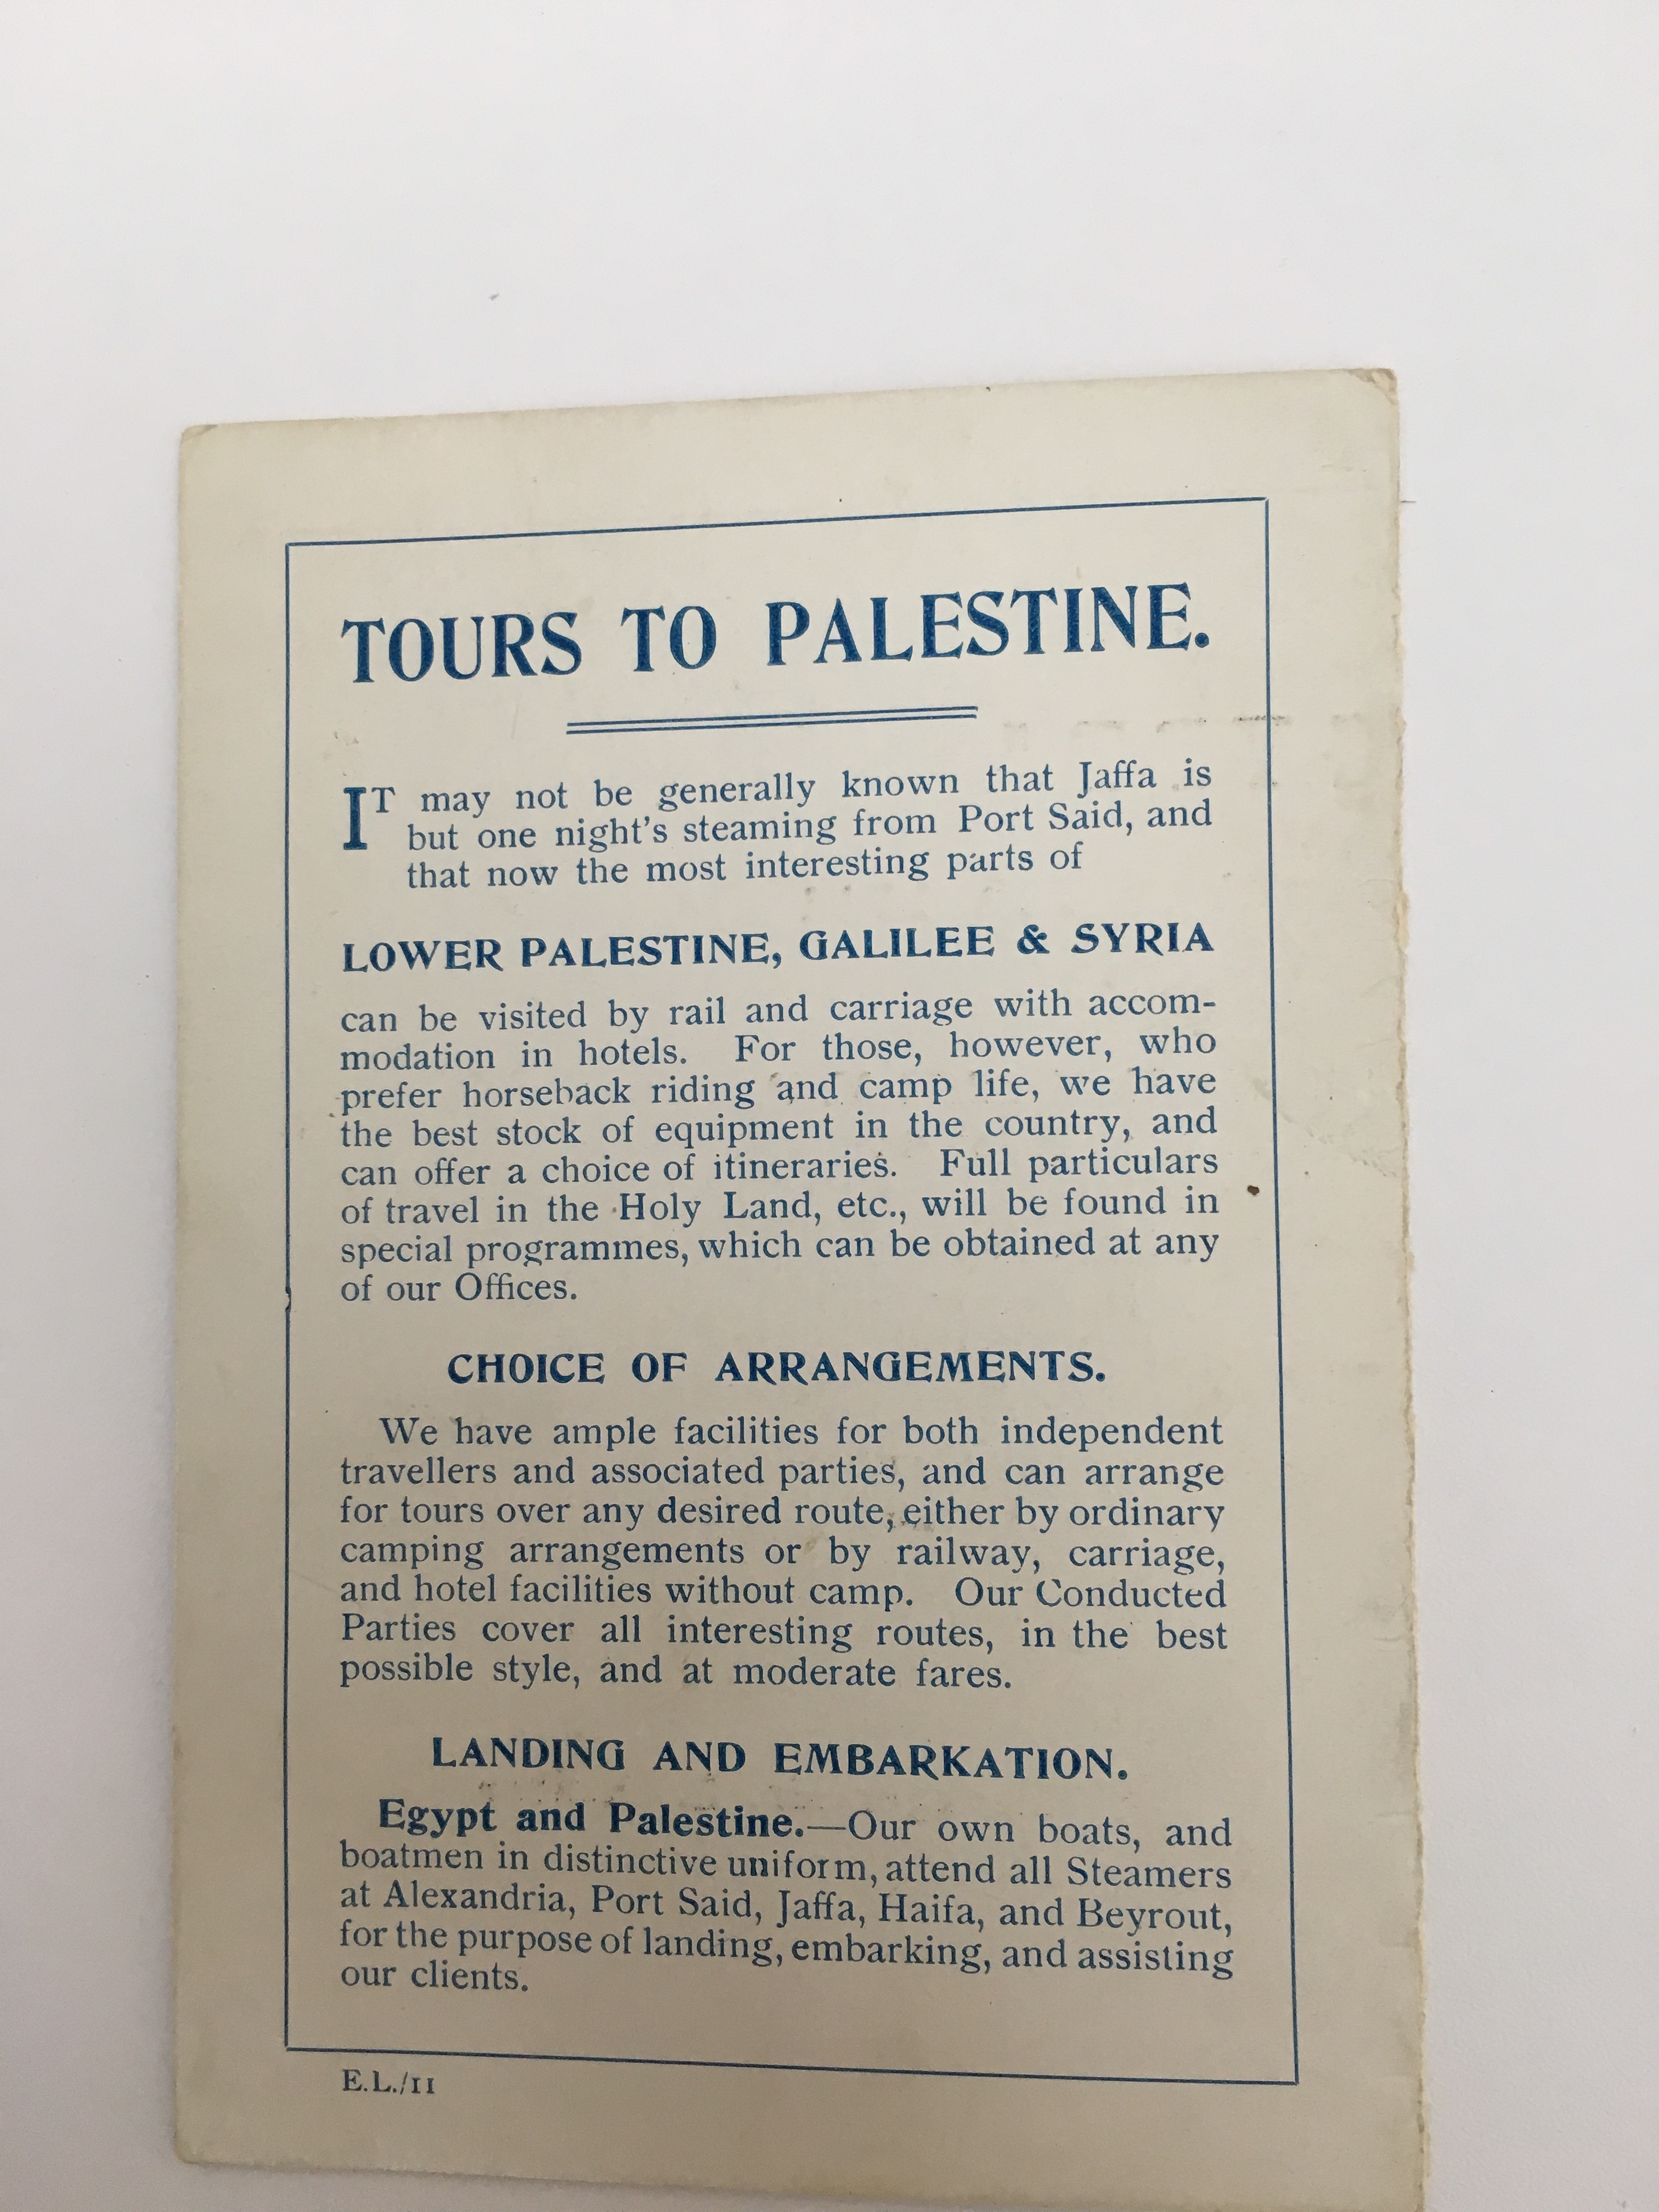 TOURS TO PALESTINE.
IT may not be generally known that Jaffa is
but one night's steaming from Port Said, and
that now the most interesting parts of
LOWER PALESTINE, GALILEE & SYRIA
can be visited by rail and carriage with accom-
modation in hotels. For those, however, who
prefer horseback riding and camp life, we have
the best stock of equipment in the country, and
can offer a choice of itineraries. Full particulars
of travel in the Holy Land, etc., will be found in
special programmes, which can be obtained at any
of our Offices.
CHOICE OF ARRANGEMENTS.
We have ample facilities for both independent
travellers and associated parties, and can arrange
for tours over any desired route, either by ordinary
camping arrangements or by railway, carriage,
and hotel facilities without camp. Our Conducted
Parties cover all interesting routes, in the best
possible style, and at moderate fares.
LANDING AND EMBARKATION.
Egypt and Palestine.—Our own boats, and
boatmen in distinctive uniform, attend all Steamers
at Alexandria, Port Said, Jaffa, Haifa, and Beyrout,
for the purpose of landing, embarking, and assisting
our clients.
E.L./11